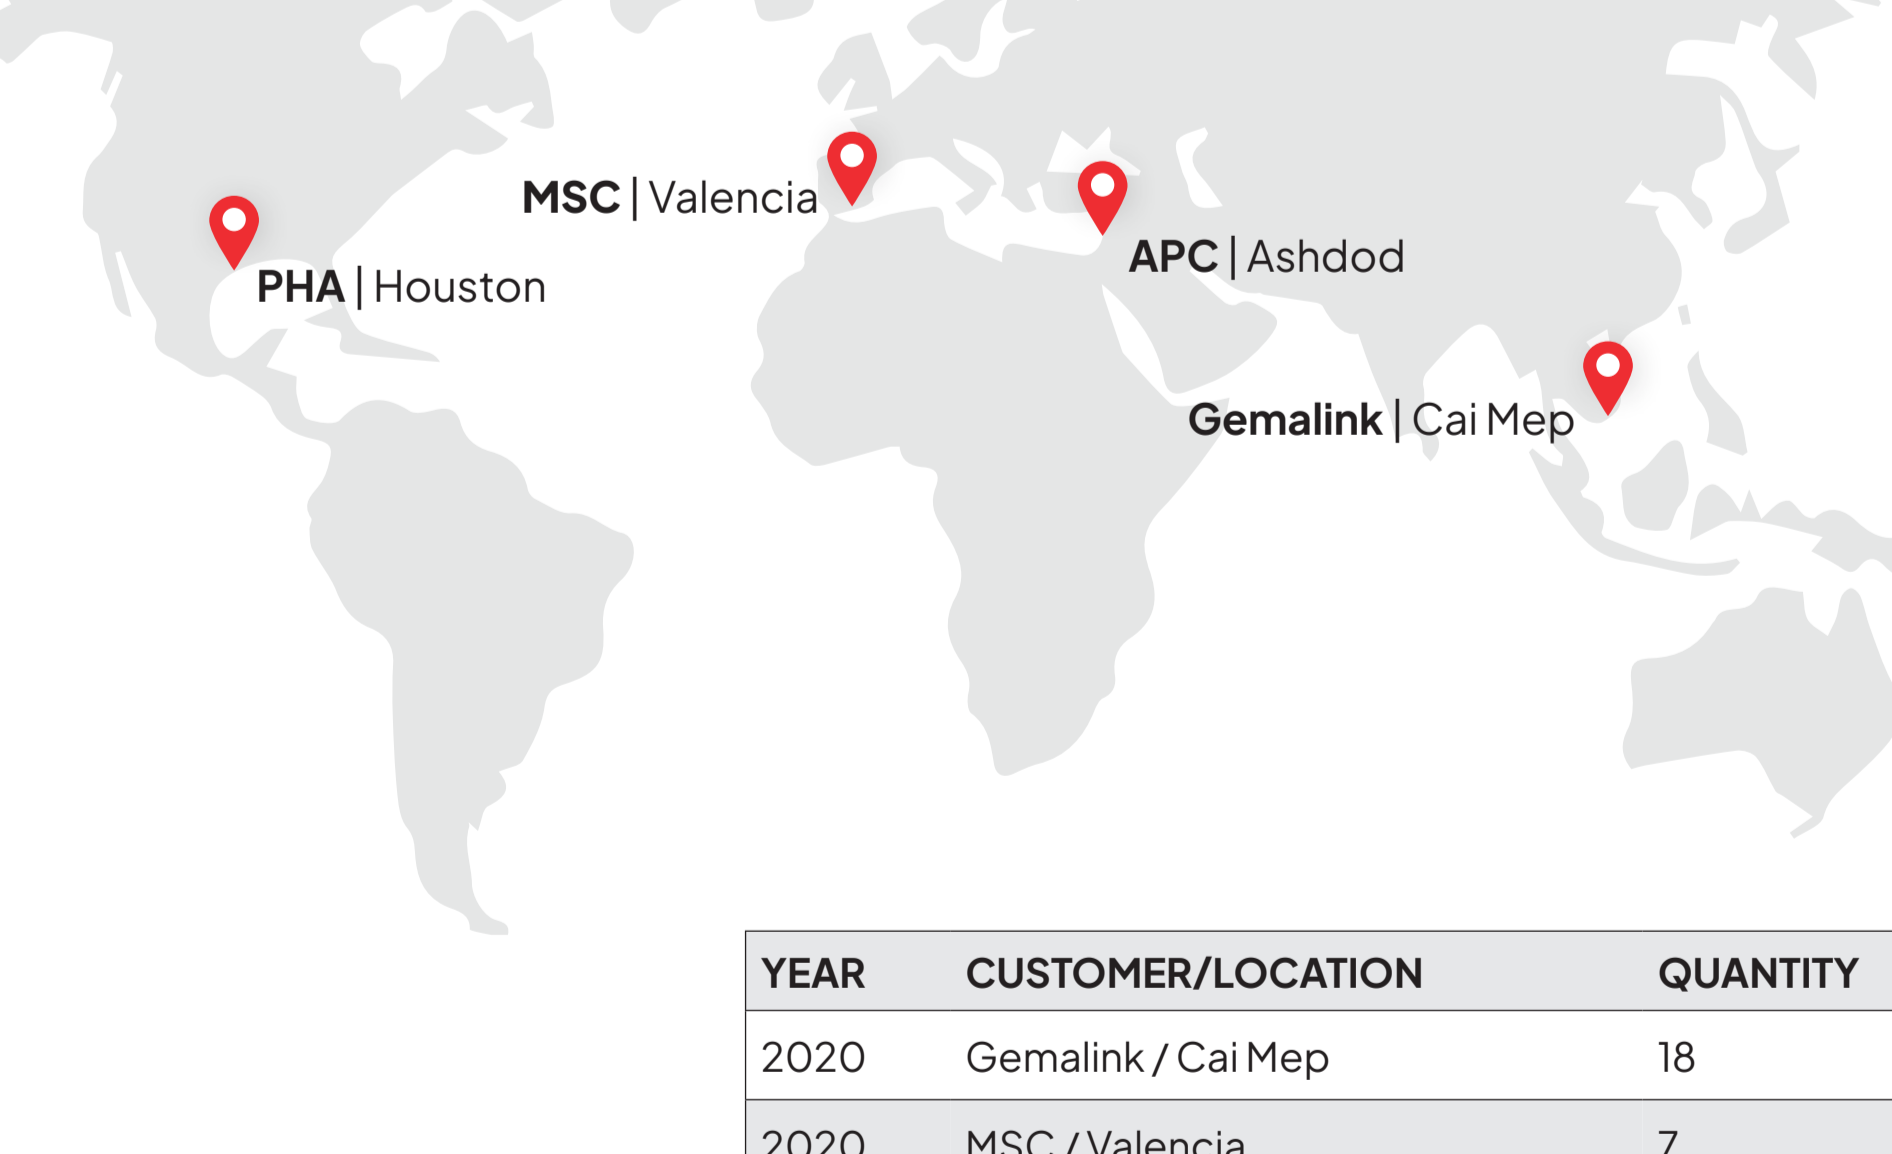 MSC | Valencia
PHA | Houston
APC | Ashdod
Gemalink | Cai Mep
YEAR CUSTOMER/LOCATION QUANTITY
2020 Gemalink / Cai Mep 18
2020 MSC / Valencia 7